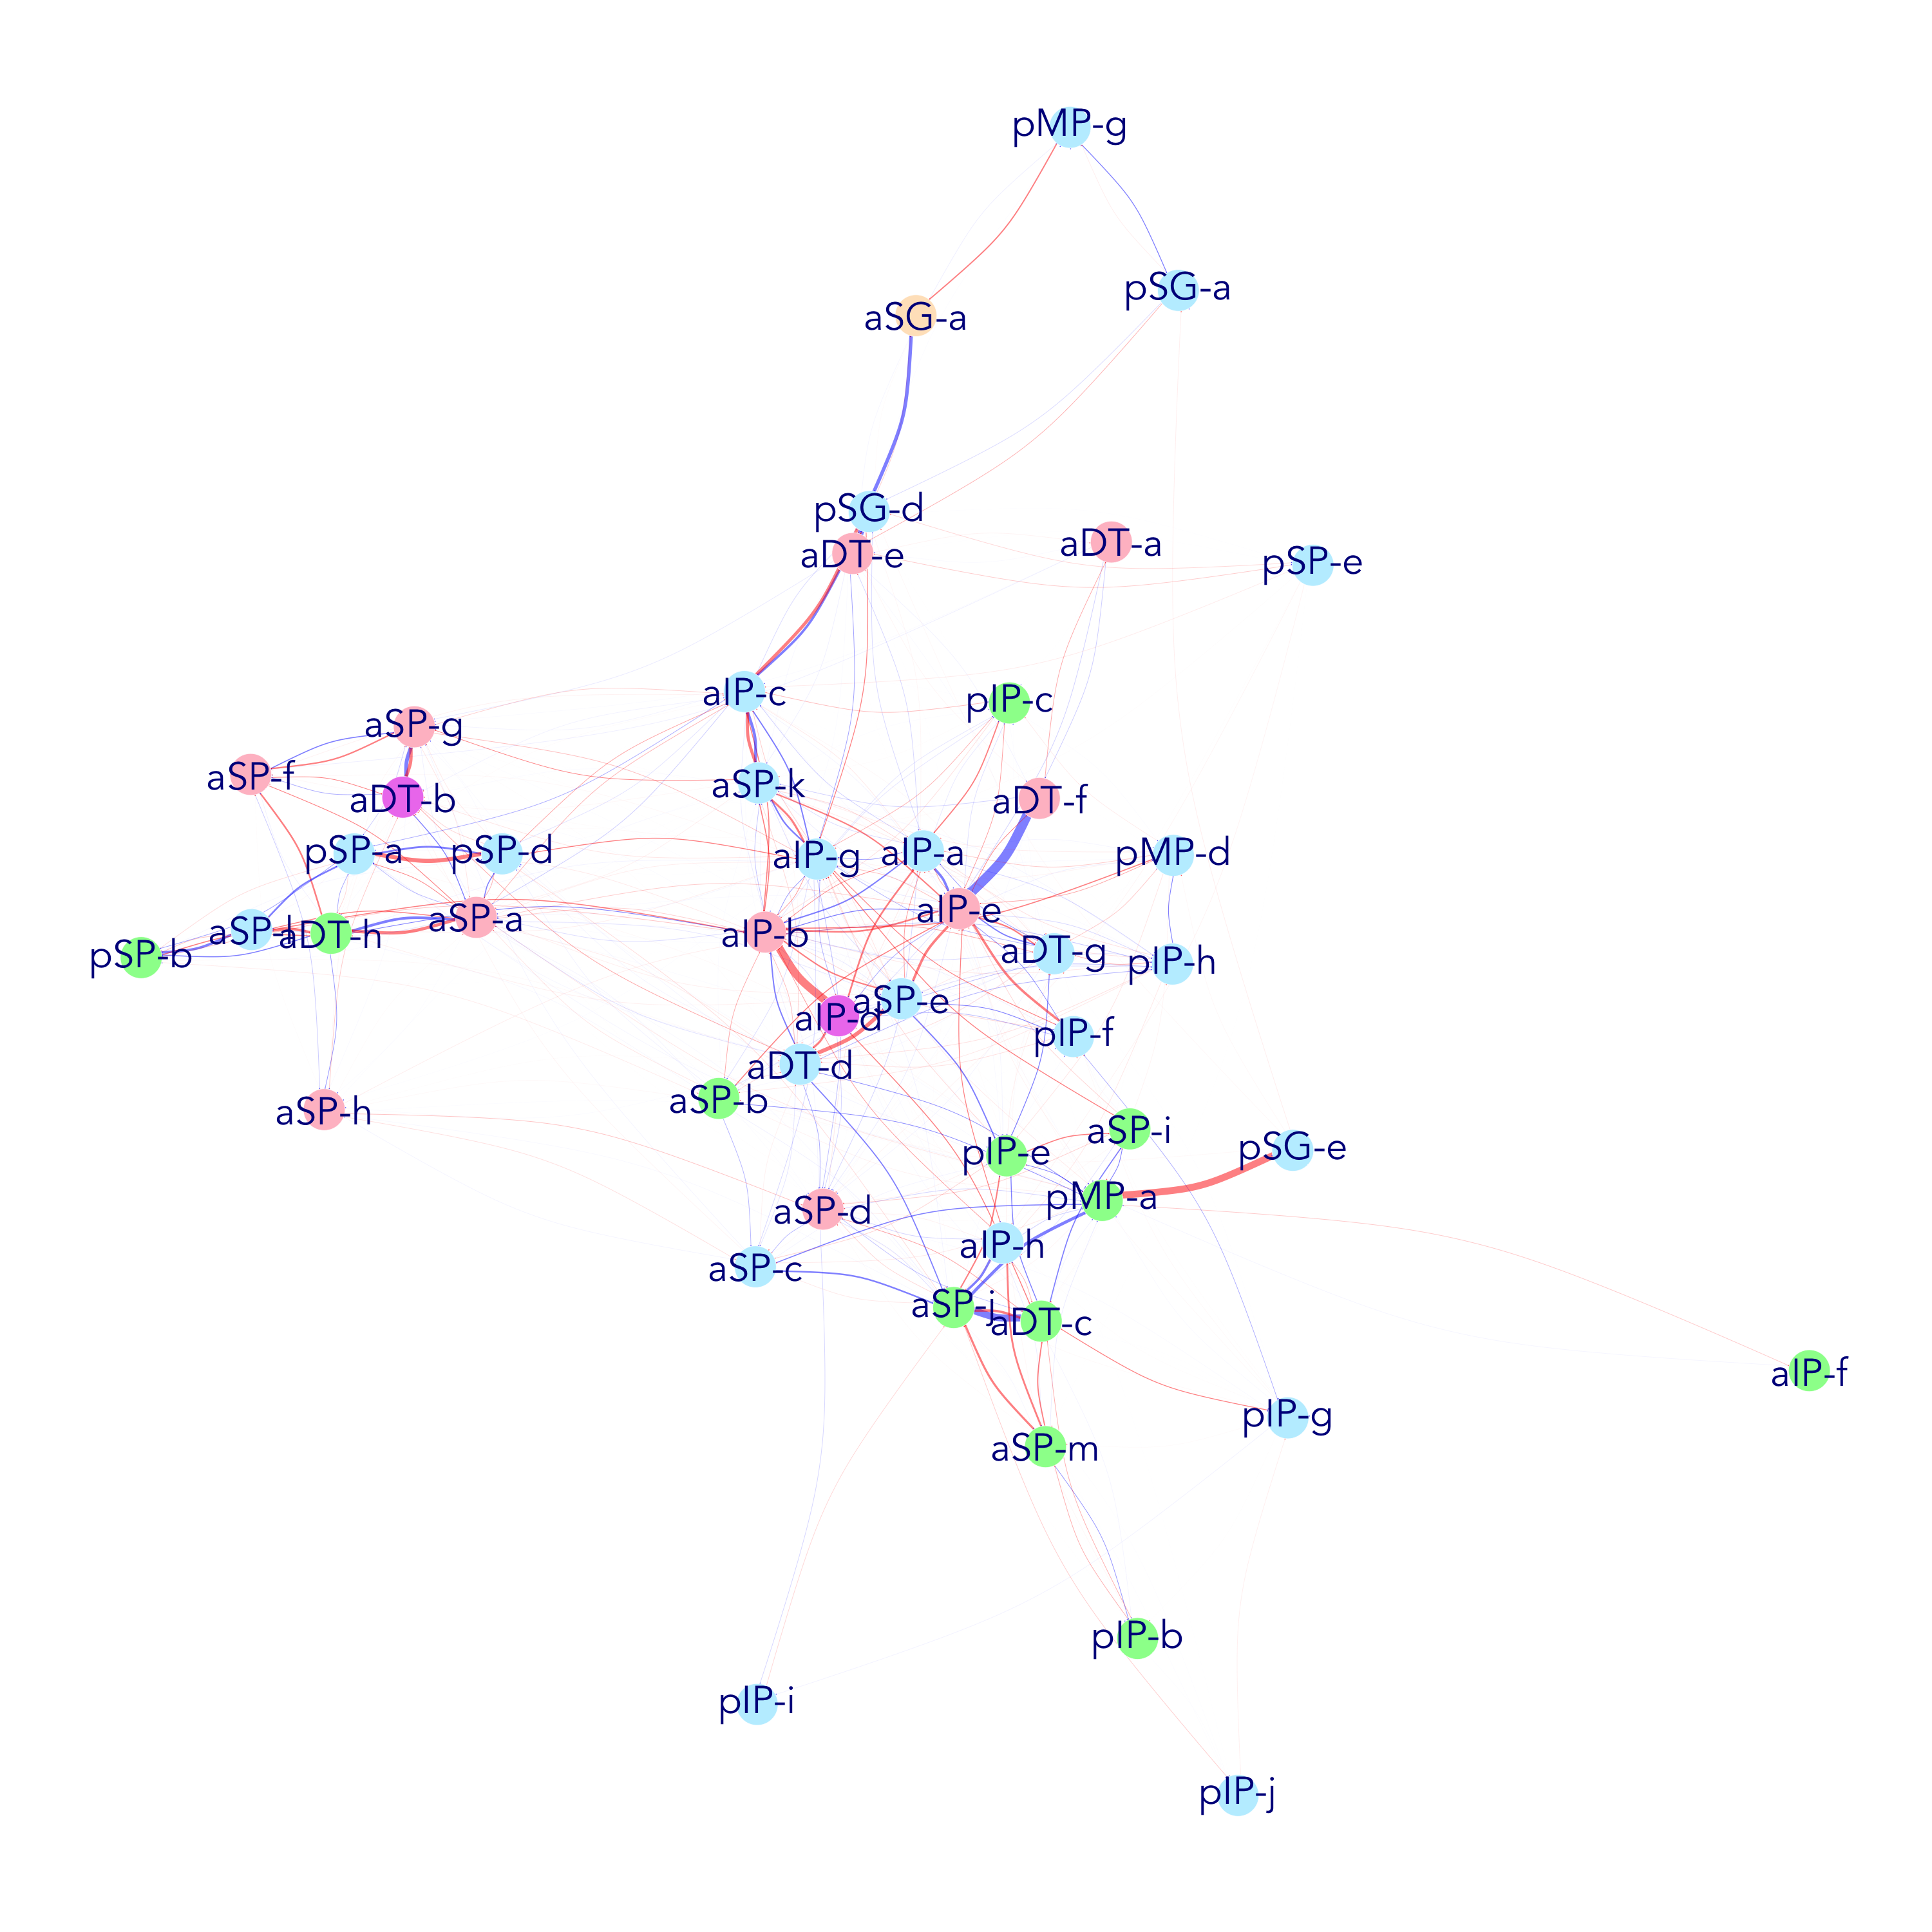 pMP-g
pSG-a
aSG-a
pSG-d
aDT-e
aDT-a
pSP-e
aIP-c
pIP-c
aSP-g
aSP-f
aDT-b
aSP-k
aDT-f
pSP-a
pSP-d
aIP-g
aIP-a
pMP-d
aSP-a
aIP-e
aDT-h
aIP-b
pSP-b
aDT-g
pIP-h
aSP-e
aIP-d
pIP-f
aDT-d
aSP-b
aSP-h
aSP-i
pIP-e
pSG-e
pMP-a
aSP-d
aIP-h
aSP-c
aSP-j
aDT-c
aIP-f
pIP-g
aSP-m
pIP-b
pIP-i
pIP-j